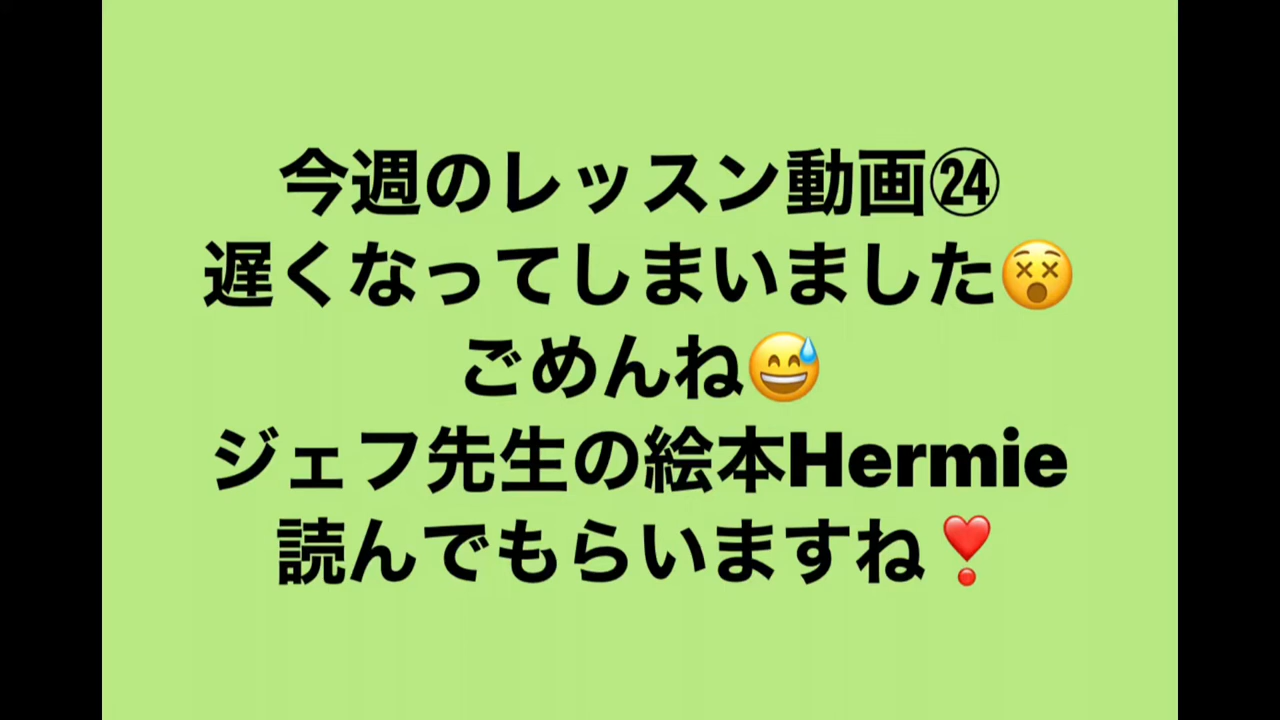 今週のレッスン動画㉔
遅くなってしまいました😵
ごめんね😅
ジェフ先生の絵本Hermie
読んでもらいますね❣️